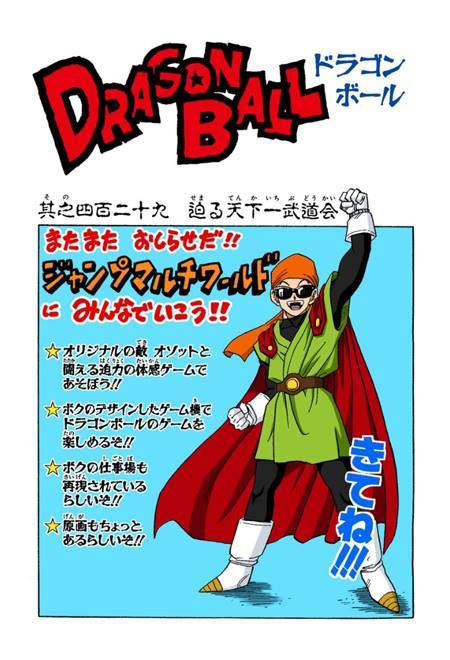 DRAGON BALL
ドラゴン
ボール
其之四百二十九 迫る天下一武道会
またまた おしらせだ!!
ジャンプマルチワールド
に みんなでいこう!!
☆オリジナルの敵 オゾットと
闘える迫力の体感ゲームで
あそぼう!!
☆ボクのデザインしたゲーム機で
ドラゴンボールのゲームを
楽しめるぞ!!
☆ボクの仕事場も
再現されている
らしいぞ!!
☆原画もちょっと
あるらしいぞ!!
きてね!!!